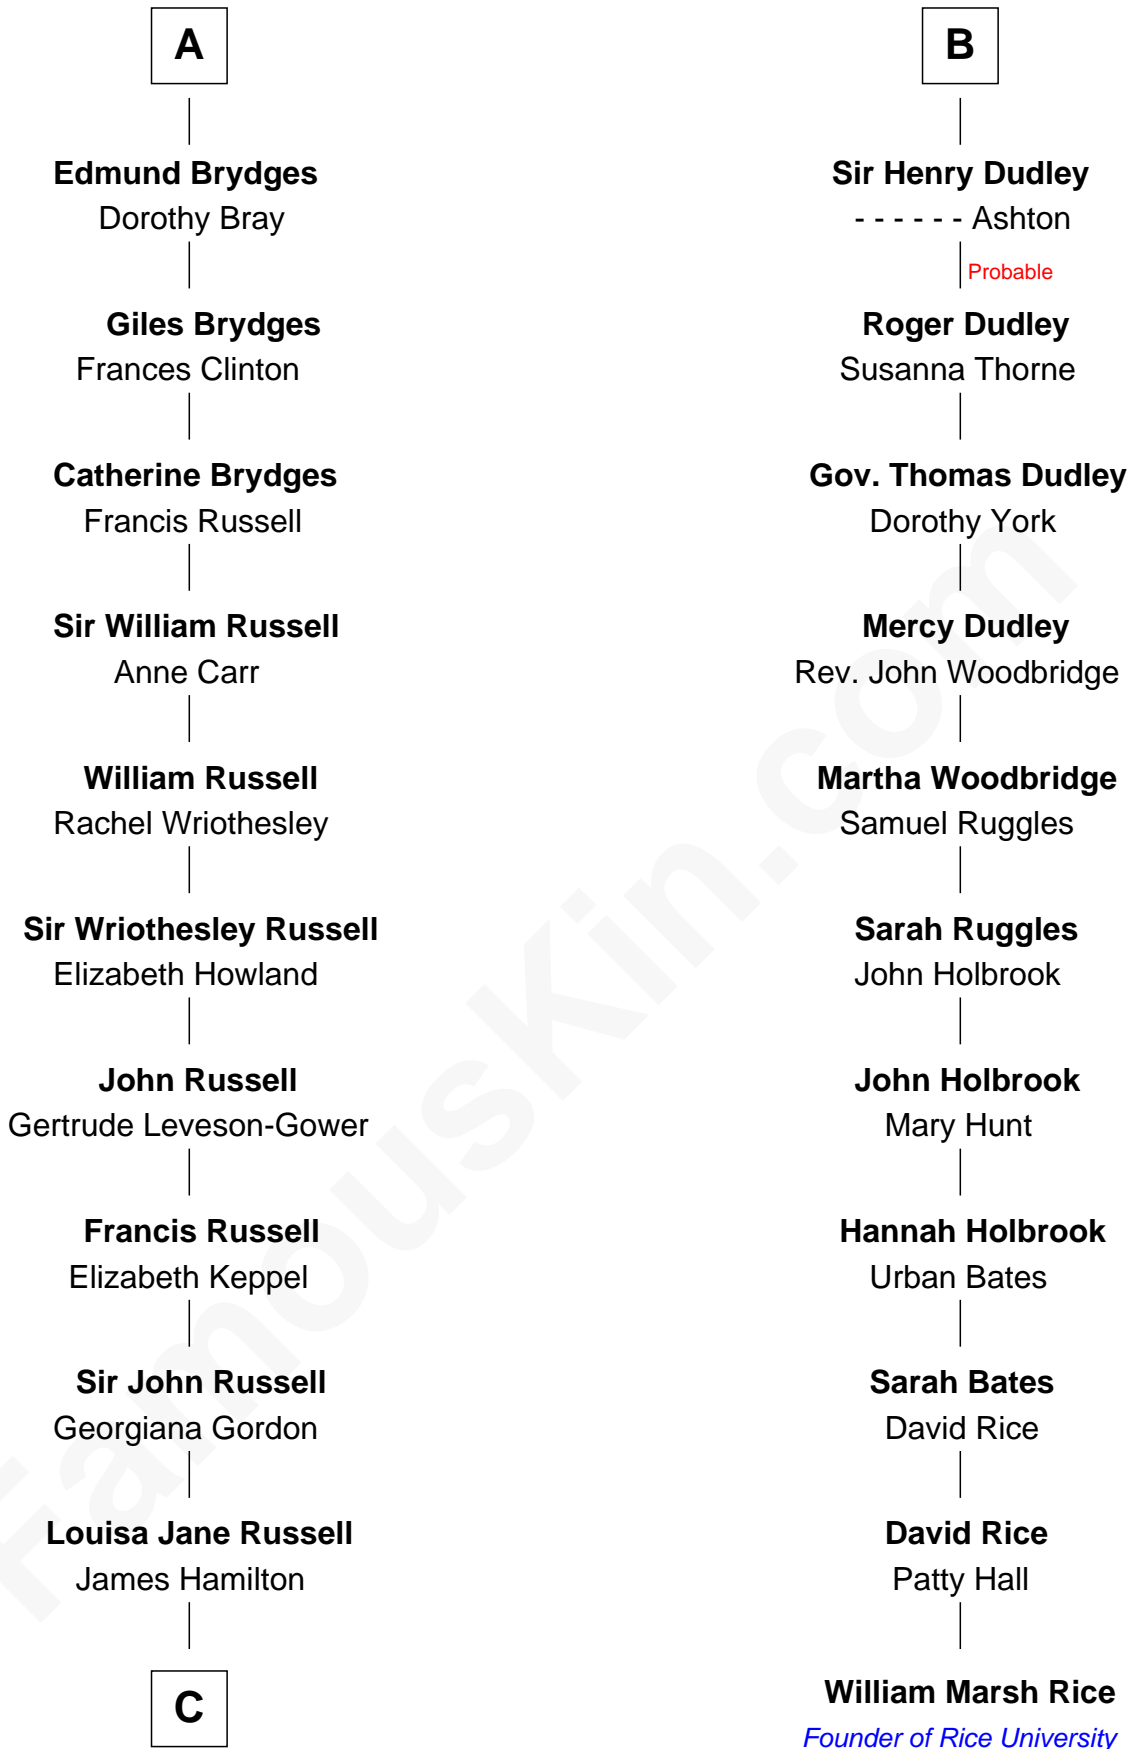 A
Edmund Brydges
Dorothy Bray
Giles Brydges
Frances Clinton
Catherine Brydges
Francis Russell
Sir William Russell
Anne Carr
William Russell
Rachel Wriothesley
Sir Wriothesley Russell
Elizabeth Howland
John Russell
Gertrude Leveson-Gower
Francis Russell
Elizabeth Keppel
Sir John Russell
Georgiana Gordon
Louisa Jane Russell
James Hamilton
C
B
Sir Henry Dudley
- - - - - - Ashton
Probable
Roger Dudley
Susanna Thorne
Gov. Thomas Dudley
Dorothy York
Mercy Dudley
Rev. John Woodbridge
Martha Woodbridge
Samuel Ruggles
Sarah Ruggles
John Holbrook
John Holbrook
Mary Hunt
Hannah Holbrook
Urban Bates
Sarah Bates
David Rice
David Rice
Patty Hall
William Marsh Rice
Founder of Rice University
FamousKin.com